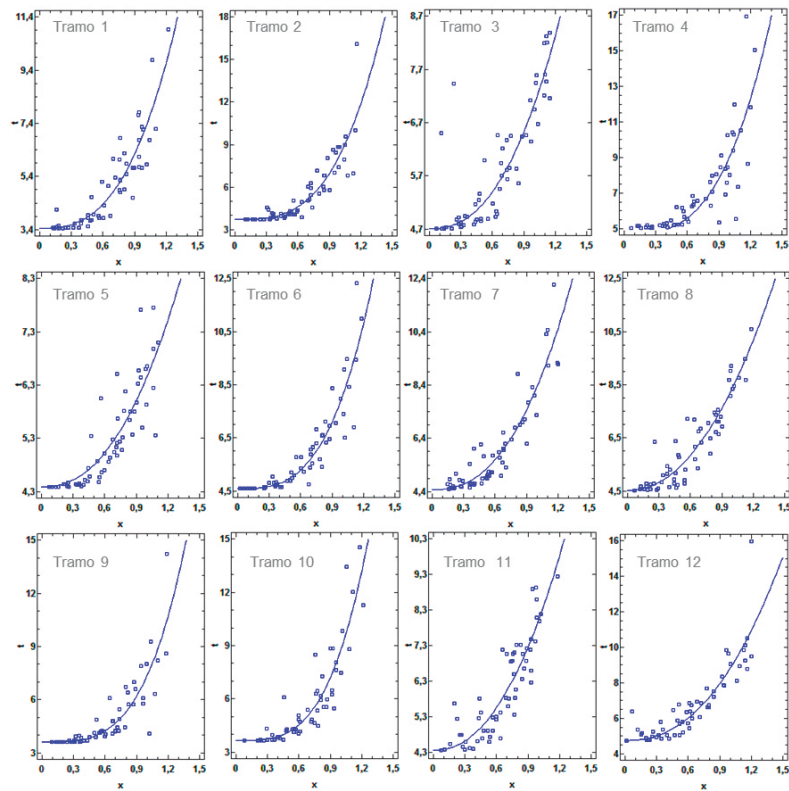 Tramo 1
11,4
9,4
7,4
5,4
3,4
t
0 0,3 0,6 0,9 1,2 1,5
x
Tramo 2
18
15
12
9
6
3
t
0 0,3 0,6 0,9 1,2 1,5
x
Tramo 3
8,7
7,7
6,7
5,7
4,7
t
0 0,3 0,6 0,9 1,2 1,5
x
Tramo 4
17
15
13
11
9
7
5
t
0 0,3 0,6 0,9 1,2 1,5
x
Tramo 5
8,3
7,3
6,3
5,3
4,3
t
0 0,3 0,6 0,9 1,2 1,5
x
Tramo 6
12,5
10,5
8,5
6,5
4,5
t
0 0,3 0,6 0,9 1,2 1,5
x
Tramo 7
12,4
10,4
8,4
6,4
4,4
t
0 0,3 0,6 0,9 1,2 1,5
x
Tramo 8
12,5
10,5
8,5
6,5
4,5
t
0 0,3 0,6 0,9 1,2 1,5
x
Tramo 9
15
12
9
6
3
t
0 0,3 0,6 0,9 1,2 1,5
x
Tramo 10
15
12
9
6
3
t
0 0,3 0,6 0,9 1,2 1,5
x
Tramo 11
10,3
9,3
8,3
7,3
6,3
5,3
4,3
t
0 0,3 0,6 0,9 1,2 1,5
x
Tramo 12
16
14
12
10
8
6
4
t
0 0,3 0,6 0,9 1,2 1,5
x